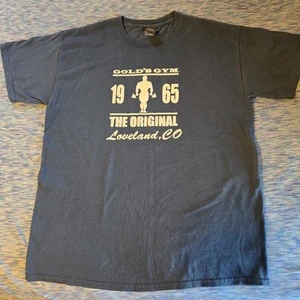 GOLD'S GYM
19 65
THE ORIGINAL
Loveland, CO